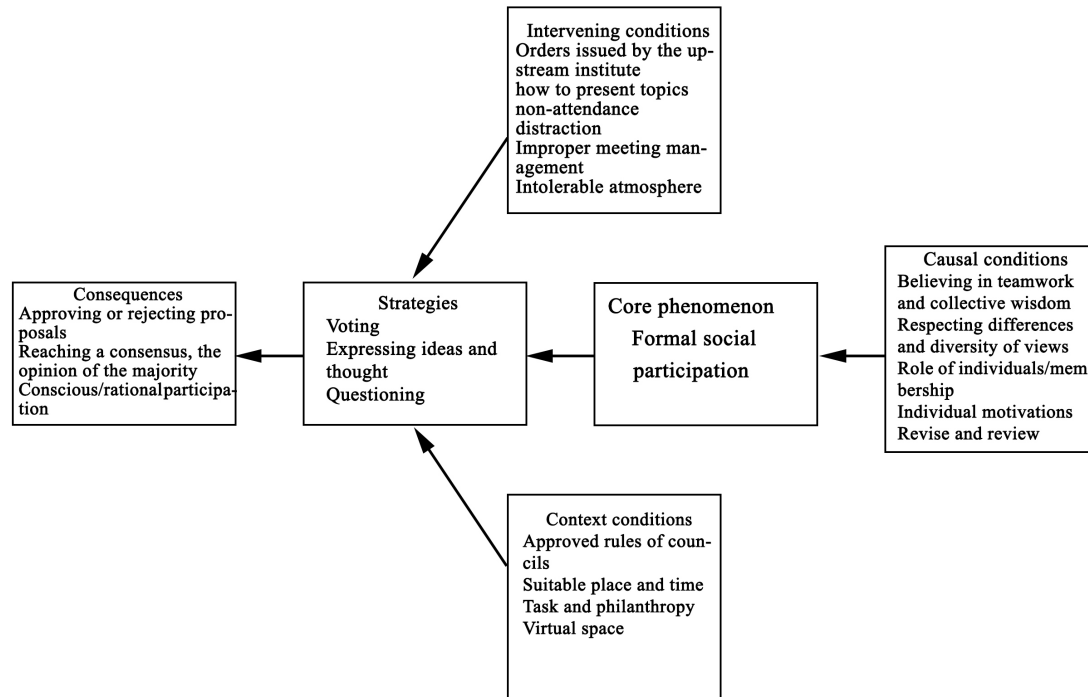 Intervening conditions
Orders issued by the up-
stream institute
how to present topics
non-attendance
distraction
Improper meeting man-
agement
Intolerable atmosphere
Consequences
Approving or rejecting pro-
posals
Reaching a consensus, the
opinion of the majority
Conscious/rationalparticipa-
tion
Strategies
Voting
Expressing ideas and
thought
Questioning
Core phenomenon
Formal social
participation
Causal conditions
Believing in teamwork
and collective wisdom
Respecting differences
and diversity of views
Role of individuals/mem
bership
Individual motivations
Revise and review
Context conditions
Approved rules of coun-
cils
Suitable place and time
Task and philanthropy
Virtual space